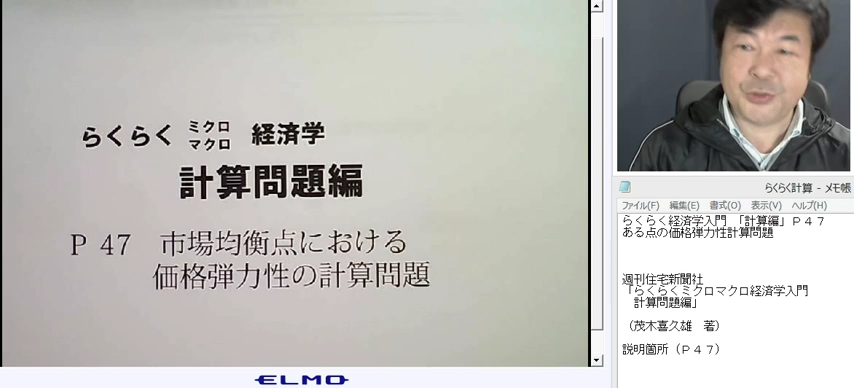 らくらく ミクロ マクロ 経済学
計算問題編
P 47 市場均衡点における
価格弾力性の計算問題
ELMO
らくらく計算 - メモ帳
ファイル(F) 編集(E) 書式(O) 表示(V) ヘルプ(H)
らくらく経済学入門 「計算編」P47
ある点の価格弾力性計算問題
週刊住宅新聞社
「らくらくミクロマクロ経済学入門
計算問題編」
(茂木喜久雄 著)
説明箇所(P47)